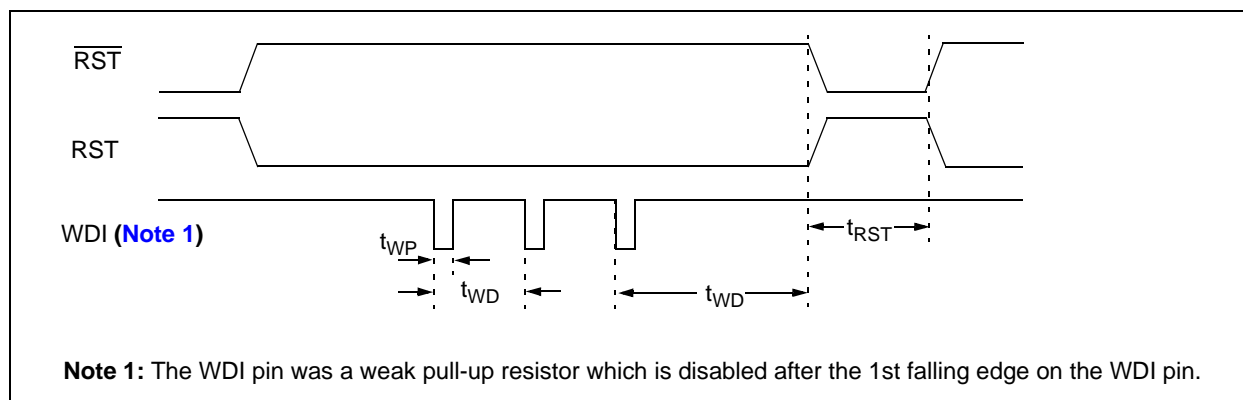 RST
RST
WDI (Note 1)
tWP
tWD
tWD
tRST
Note 1: The WDI pin was a weak pull-up resistor which is disabled after the 1st falling edge on the WDI pin.